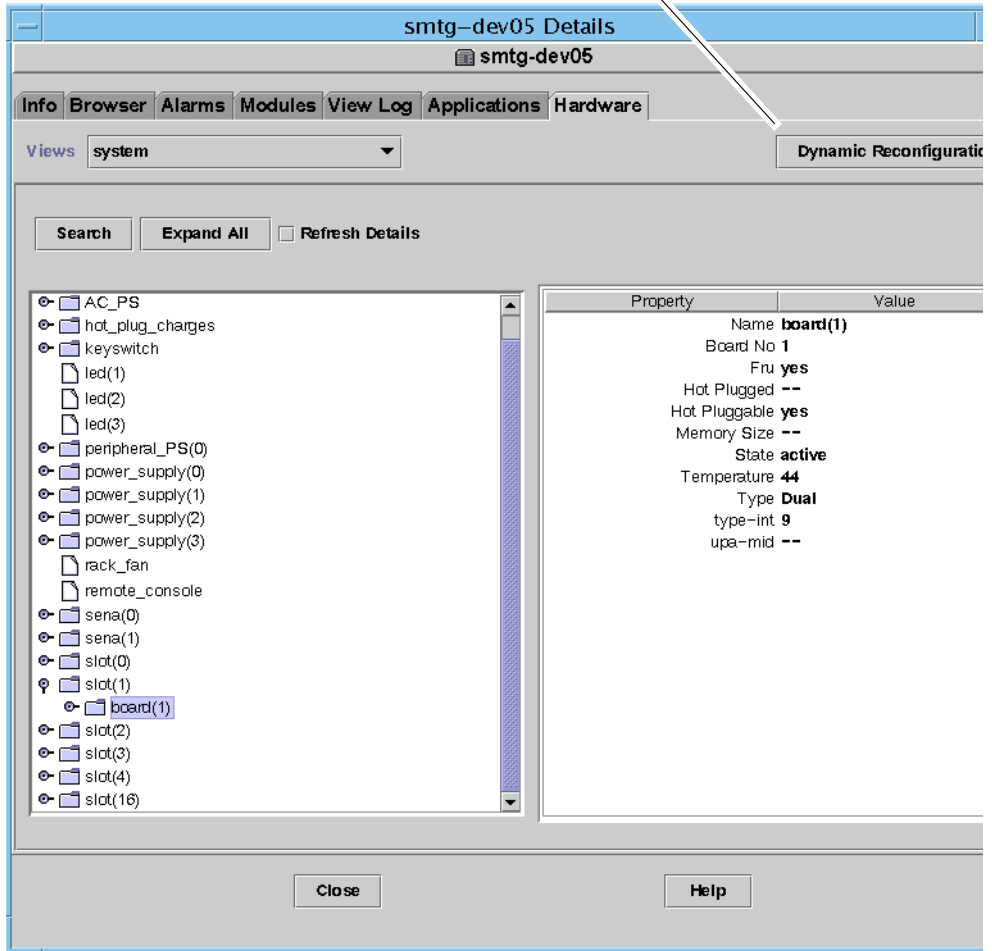 smtg–dev05 Details
smtg-dev05
Info Browser Alarms Modules View Log Applications Hardware
Views system Dynamic Reconfiguratio
Search Expand All Refresh Details
Property Value
AC_PS
hot_plug_charges
keyswitch
led(1)
led(2)
led(3)
peripheral_PS(0)
power_supply(0)
power_supply(1)
power_supply(2)
power_supply(3)
rack_fan
remote_console
sena(0)
sena(1)
slot(0)
slot(1)
board(1)
slot(2)
slot(3)
slot(4)
slot(16)
Name board(1)
Board No 1
Fru yes
Hot Plugged --
Hot Pluggable yes
Memory Size --
State active
Temperature 44
Type Dual
type-int 9
upa-mid --
Close Help